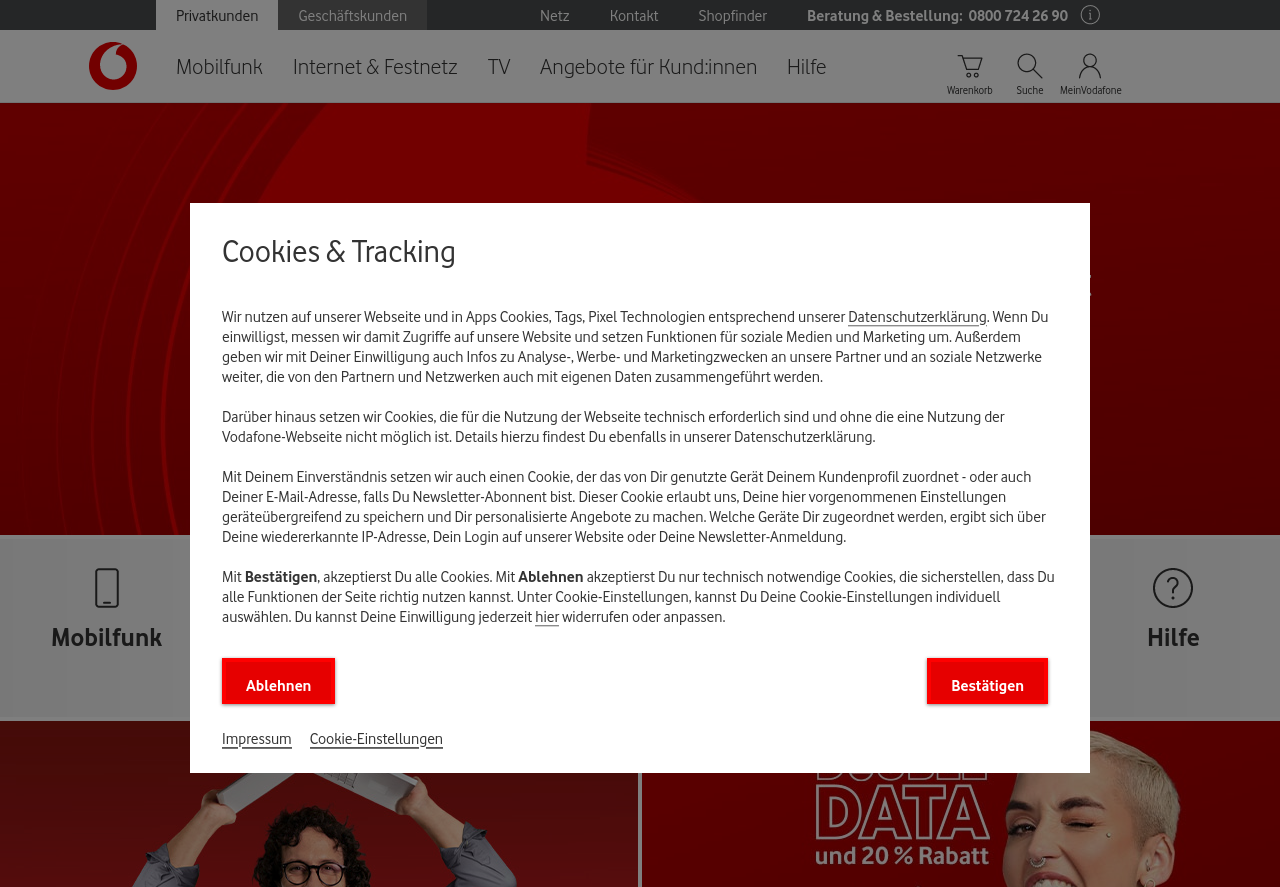 Privatkunden
Geschäftskunden
Netz
Kontakt
Shopfinder
Beratung & Bestellung: 0800 724 26 90
Mobilfunk
Internet & Festnetz
TV
Angebote für Kund:innen
Hilfe
Warenkorb
Suche
MeinVodafone
Cookies & Tracking
Wir nutzen auf unserer Webseite und in Apps Cookies, Tags, Pixel Technologien entsprechend unserer Datenschutzerklärung. Wenn Du
einwilligst, messen wir damit Zugriffe auf unsere Website und setzen Funktionen für soziale Medien und Marketing um. Außerdem
geben wir mit Deiner Einwilligung auch Infos zu Analyse-, Werbe- und Marketingzwecken an unsere Partner und an soziale Netzwerke
weiter, die von den Partnern und Netzwerken auch mit eigenen Daten zusammengeführt werden.
Darüber hinaus setzen wir Cookies, die für die Nutzung der Webseite technisch erforderlich sind und ohne die eine Nutzung der
Vodafone-Webseite nicht möglich ist. Details hierzu findest Du ebenfalls in unserer Datenschutzerklärung.
Mit Deinem Einverständnis setzen wir auch einen Cookie, der das von Dir genutzte Gerät Deinem Kundenprofil zuordnet - oder auch
Deiner E-Mail-Adresse, falls Du Newsletter-Abonnent bist. Dieser Cookie erlaubt uns, Deine hier vorgenommenen Einstellungen
geräteübergreifend zu speichern und Dir personalisierte Angebote zu machen. Welche Geräte Dir zugeordnet werden, ergibt sich über
Deine wiedererkannte IP-Adresse, Dein Login auf unserer Website oder Deine Newsletter-Anmeldung.
Mit Bestätigen, akzeptierst Du alle Cookies. Mit Ablehnen akzeptierst Du nur technisch notwendige Cookies, die sicherstellen, dass Du
alle Funktionen der Seite richtig nutzen kannst. Unter Cookie-Einstellungen, kannst Du Deine Cookie-Einstellungen individuell
auswählen. Du kannst Deine Einwilligung jederzeit hier widerrufen oder anpassen.
Ablehnen
Bestätigen
Impressum
Cookie-Einstellungen
Mobilfunk
Hilfe
DATA
und 20 % Rabatt